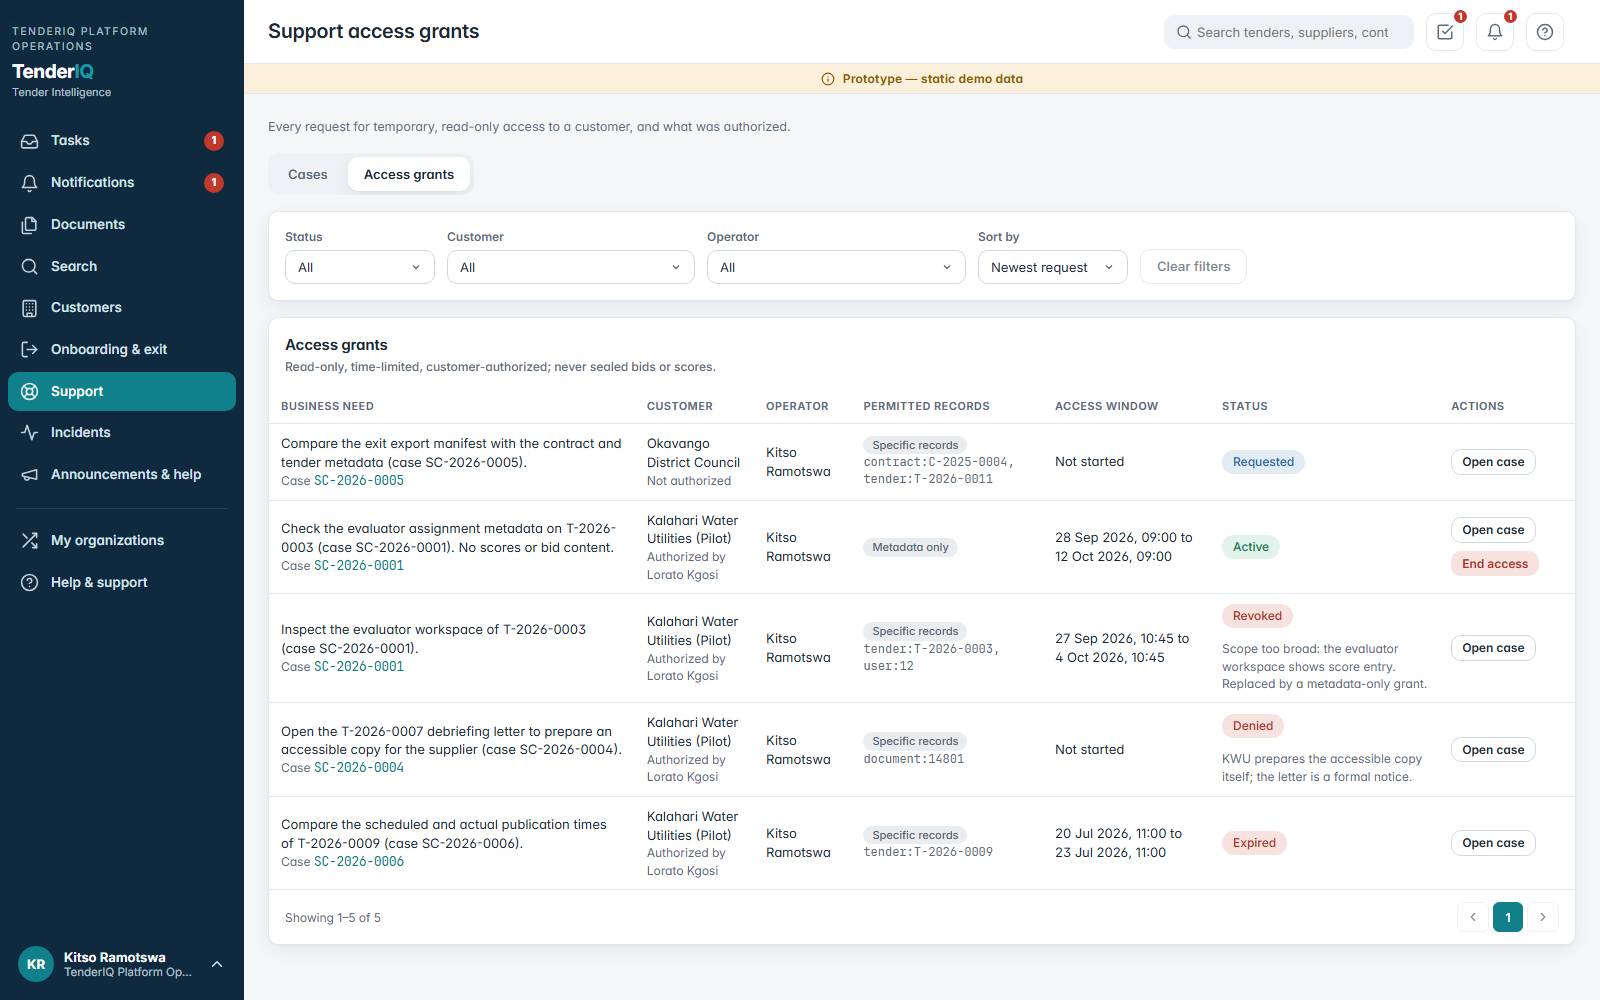 TENDERIQ PLATFORM
OPERATIONS
TenderIQ
Tender Intelligence
Tasks
1
Notifications
1
Documents
Search
Customers
Onboarding & exit
Support
Incidents
Announcements & help
My organizations
Help & support
KR
Kitso Ramotswa
TenderIQ Platform Op...
Support access grants
Search tenders, suppliers, cont
1
1
Prototype — static demo data
Every request for temporary, read-only access to a customer, and what was authorized.
Cases
Access grants
Status
Customer
Operator
Sort by
All
All
All
Newest request
Clear filters
Access grants
Read-only, time-limited, customer-authorized; never sealed bids or scores.
BUSINESS NEED
CUSTOMER
OPERATOR
PERMITTED RECORDS
ACCESS WINDOW
STATUS
ACTIONS
Compare the exit export manifest with the contract and
tender metadata (case SC-2026-0005).
Case SC-2026-0005
Okavango
District Council
Not authorized
Kitso
Ramotswa
Specific records
contract:C-2025-0004,
tender:T-2026-0011
Not started
Requested
Open case
Check the evaluator assignment metadata on T-2026-
0003 (case SC-2026-0001). No scores or bid content.
Case SC-2026-0001
Kalahari Water
Utilities (Pilot)
Authorized by
Lorato Kgosi
Kitso
Ramotswa
Metadata only
28 Sep 2026, 09:00 to
12 Oct 2026, 09:00
Active
Open case
End access
Inspect the evaluator workspace of T-2026-0003
(case SC-2026-0001).
Case SC-2026-0001
Kalahari Water
Utilities (Pilot)
Authorized by
Lorato Kgosi
Kitso
Ramotswa
Specific records
tender:T-2026-0003,
user:12
27 Sep 2026, 10:45 to
4 Oct 2026, 10:45
Revoked
Scope too broad: the evaluator
workspace shows score entry.
Replaced by a metadata-only grant.
Open case
Open the T-2026-0007 debriefing letter to prepare an
accessible copy for the supplier (case SC-2026-0004).
Case SC-2026-0004
Kalahari Water
Utilities (Pilot)
Authorized by
Lorato Kgosi
Kitso
Ramotswa
Specific records
document:14801
Not started
Denied
KWU prepares the accessible copy
itself; the letter is a formal notice.
Open case
Compare the scheduled and actual publication times
of T-2026-0009 (case SC-2026-0006).
Case SC-2026-0006
Kalahari Water
Utilities (Pilot)
Authorized by
Lorato Kgosi
Kitso
Ramotswa
Specific records
tender:T-2026-0009
20 Jul 2026, 11:00 to
23 Jul 2026, 11:00
Expired
Open case
Showing 1–5 of 5
1